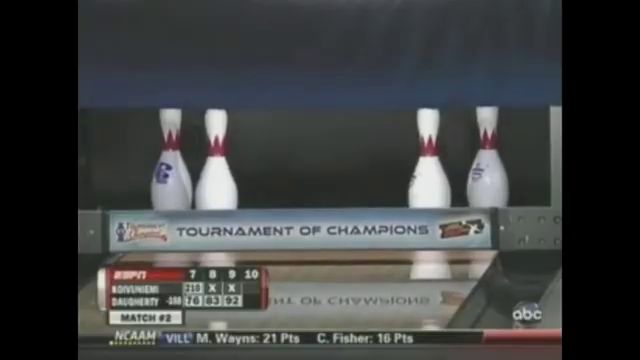 TOURNAMENT OF CHAMPIONS
ESPN 7 8 9 10
KOIVUNIEMI 210 X X
DAUGHERTY -168 76 83 92
MATCH #2
abc
NCAAM VILL M. Wayns: 21 Pts C. Fisher: 16 Pts